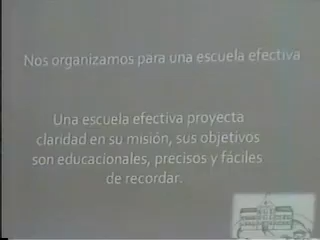 Nos organizamos para una escuela efectiva
Una escuela efectiva proyecta
claridad en su misión, sus objetivos
son educacionales, precisos y fáciles
de recordar.